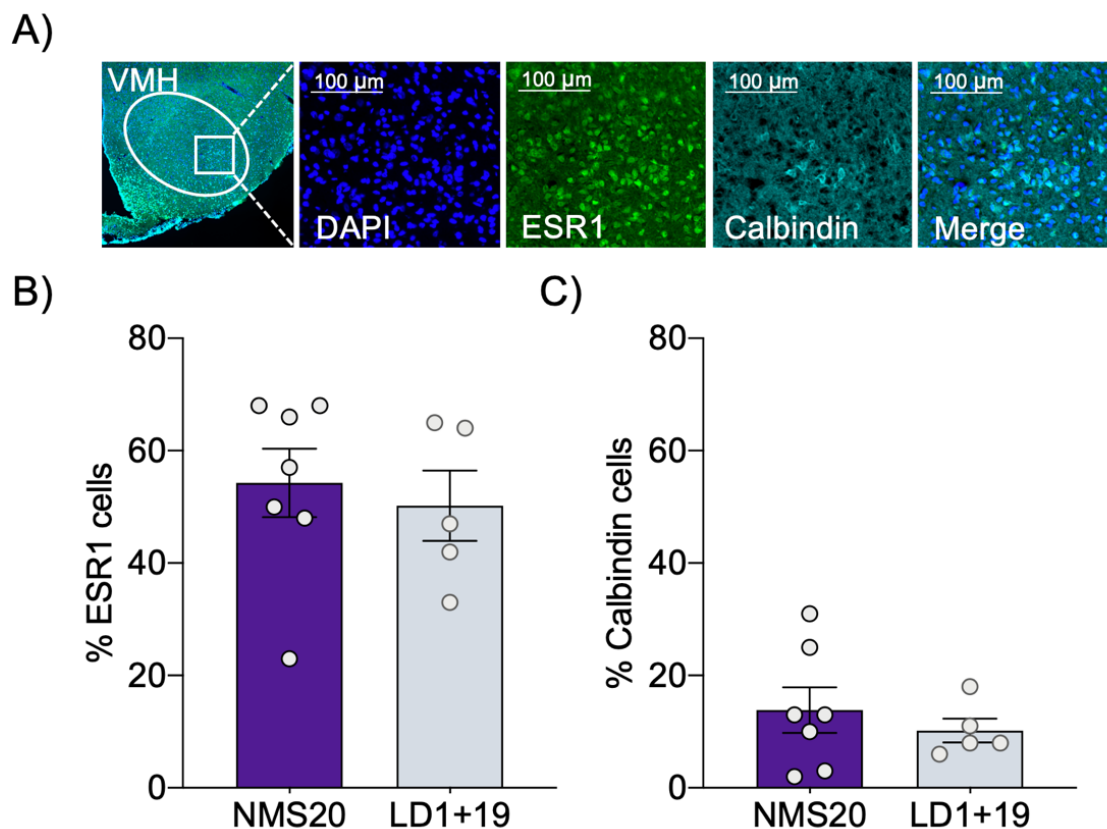 A)
VMH
100 µm
100 µm
100 µm
100 µm
DAPI
ESR1
Calbindin
Merge
B)
% ESR1 cells
80
60
40
20
0
NMS20
LD1+19
C)
% Calbindin cells
80
60
40
20
0
NMS20
LD1+19